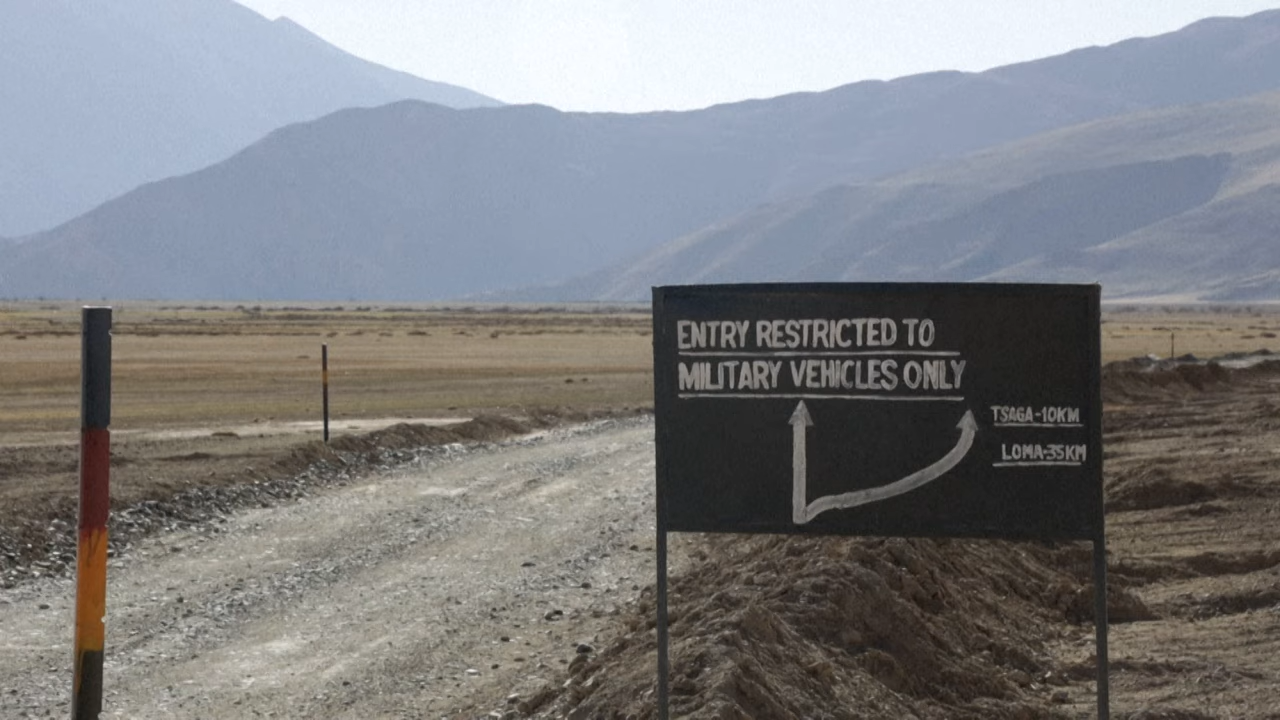 ENTRY RESTRICTED TO
MILITARY VEHICLES ONLY
TSAGA-10KM
LOMA-35KM